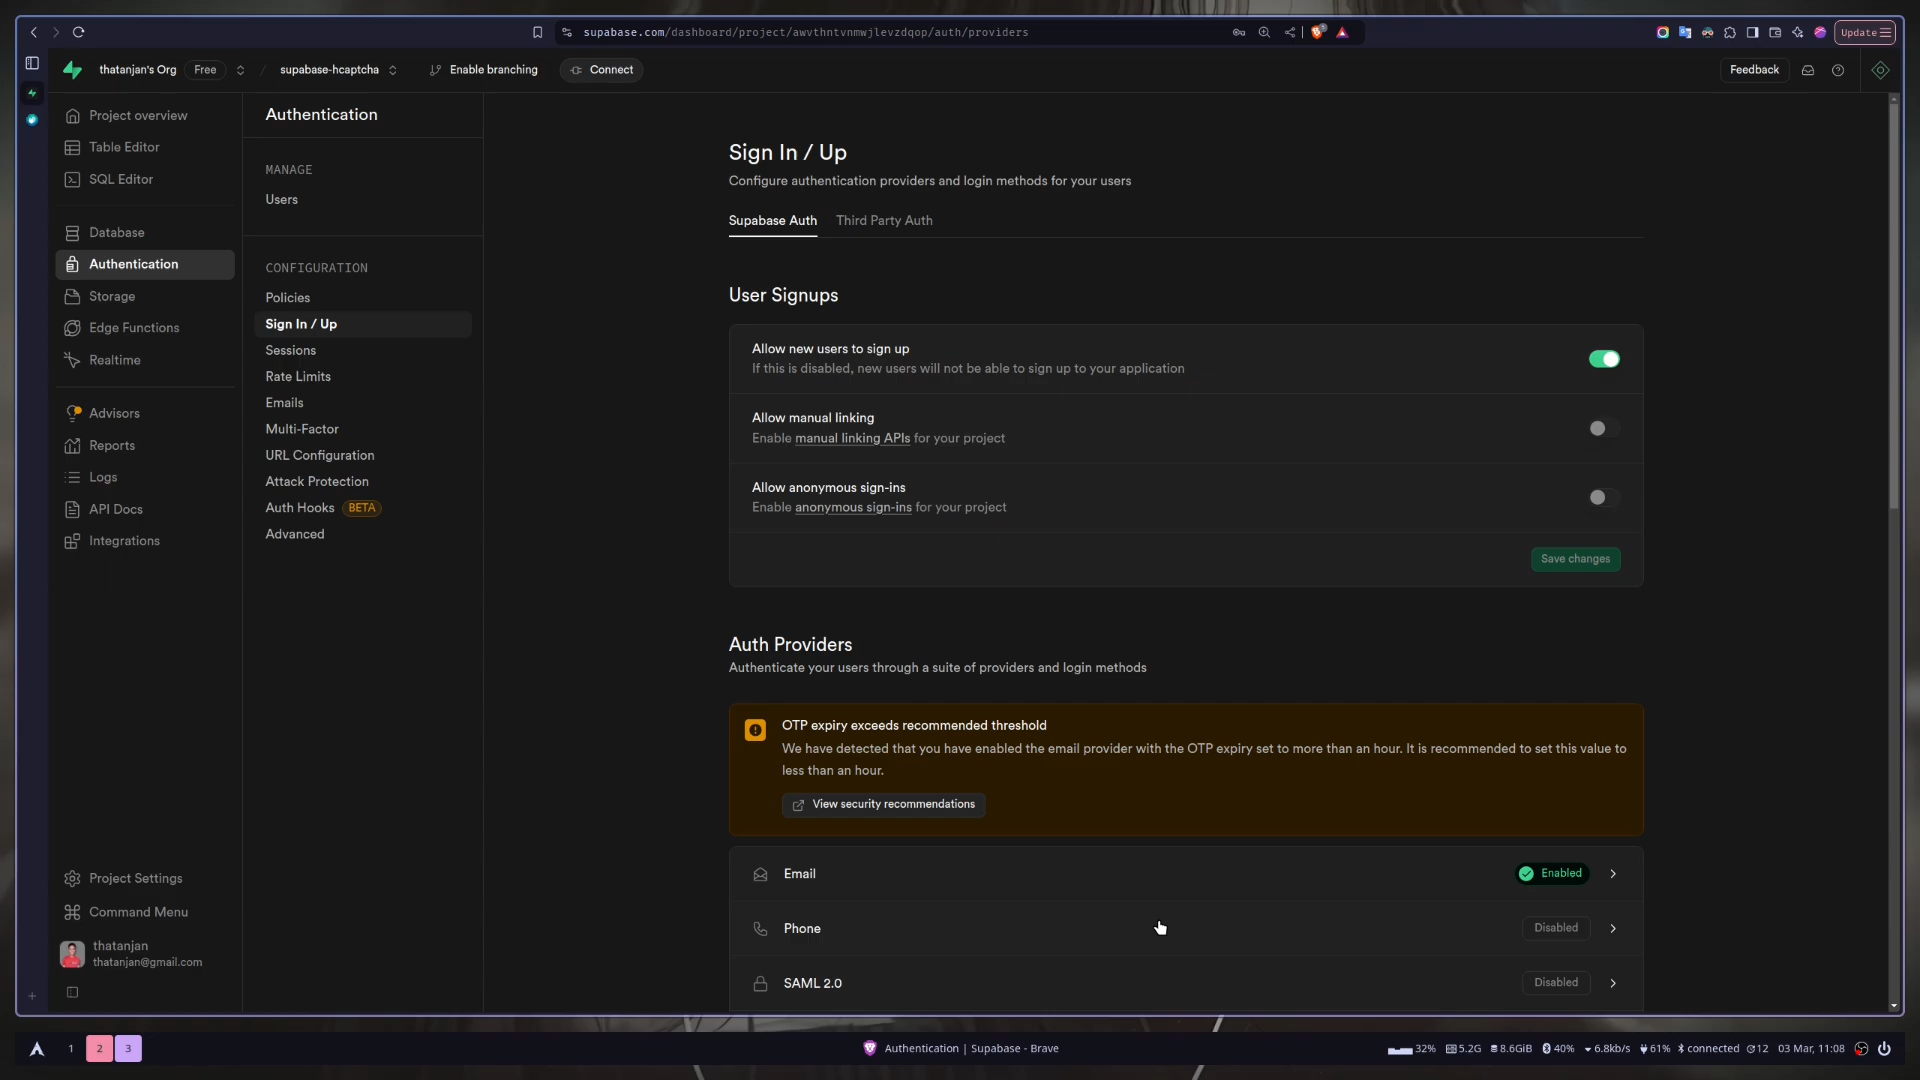 supabase.com/dashboard/project/awvthntvnmwjlevzdqop/auth/providers
Update
thatanjan's Org
Free
/
supabase-hcaptcha
Enable branching
Connect
Feedback
Project overview
Table Editor
SQL Editor
Database
Authentication
Storage
Edge Functions
Realtime
Advisors
Reports
Logs
API Docs
Integrations
Project Settings
Command Menu
thatanjan
thatanjan@gmail.com
Authentication
MANAGE
Users
CONFIGURATION
Policies
Sign In / Up
Sessions
Rate Limits
Emails
Multi-Factor
URL Configuration
Attack Protection
Auth Hooks BETA
Advanced
Sign In / Up
Configure authentication providers and login methods for your users
Supabase Auth Third Party Auth
User Signups
Allow new users to sign up
If this is disabled, new users will not be able to sign up to your application
Allow manual linking
Enable manual linking APIs for your project
Allow anonymous sign-ins
Enable anonymous sign-ins for your project
Save changes
Auth Providers
Authenticate your users through a suite of providers and login methods
OTP expiry exceeds recommended threshold
We have detected that you have enabled the email provider with the OTP expiry set to more than an hour. It is recommended to set this value to
less than an hour.
View security recommendations
Email Enabled
Phone Disabled
SAML 2.0 Disabled
1 2 3
Authentication | Supabase - Brave
32% 5.2G 8.6GiB 40% 6.8kb/s 61% connected 12 03 Mar, 11:08